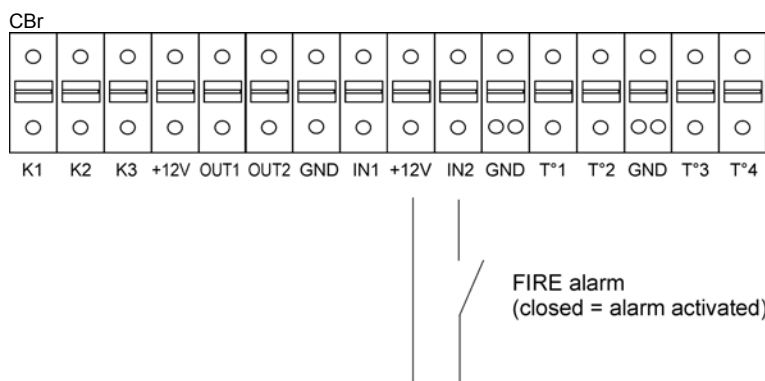 CBr
K1 K2 K3 +12V OUT1 OUT2 GND IN1 +12V IN2 GND T°1 T°2 GND T°3 T°4
FIRE alarm
(closed = alarm activated)